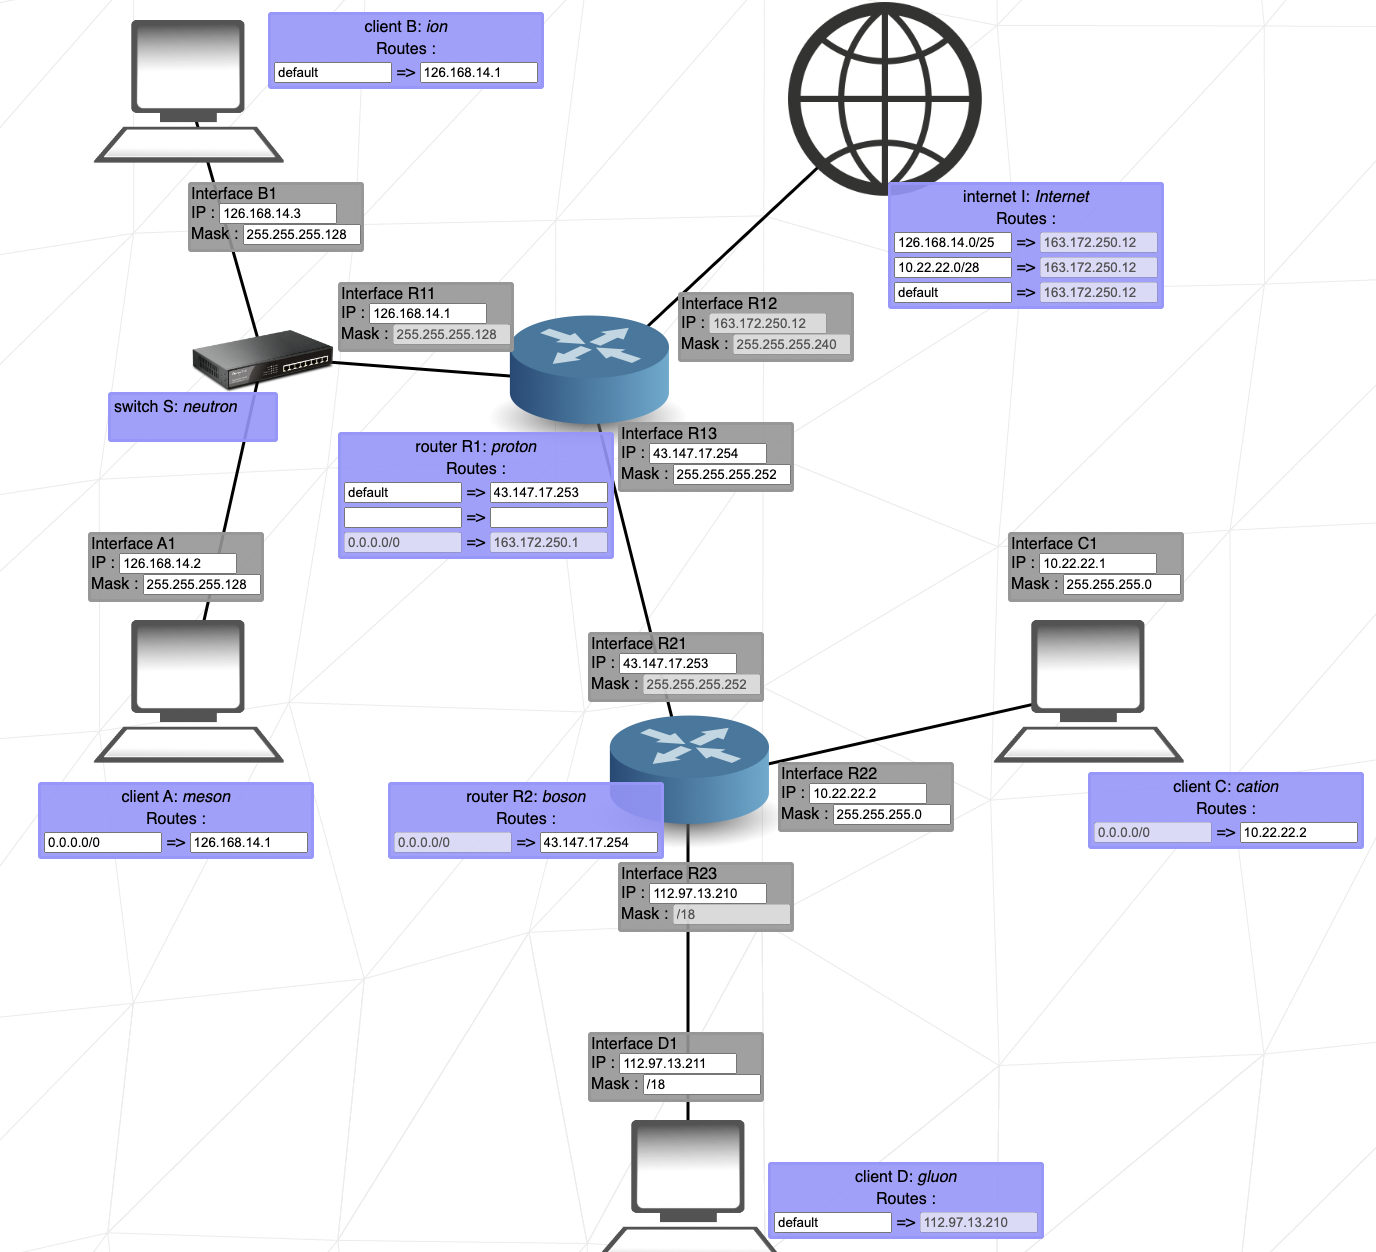 client B: ion
Routes :
default => 126.168.14.1
Interface B1
IP : 126.168.14.3
Mask : 255.255.255.128
internet I: Internet
Routes :
126.168.14.0/25 => 163.172.250.12
10.22.22.0/28 => 163.172.250.12
default => 163.172.250.12
Interface R11
IP : 126.168.14.1
Mask : 255.255.255.128
Interface R12
IP : 163.172.250.12
Mask : 255.255.255.240
switch S: neutron
Interface R13
IP : 43.147.17.254
Mask : 255.255.255.252
router R1: proton
Routes :
default => 43.147.17.253
=>
0.0.0.0/0 => 163.172.250.1
Interface A1
IP : 126.168.14.2
Mask : 255.255.255.128
Interface C1
IP : 10.22.22.1
Mask : 255.255.255.0
Interface R21
IP : 43.147.17.253
Mask : 255.255.255.252
Interface R22
IP : 10.22.22.2
Mask : 255.255.255.0
client A: meson
Routes :
0.0.0.0/0 => 126.168.14.1
router R2: boson
Routes :
0.0.0.0/0 => 43.147.17.254
client C: cation
Routes :
0.0.0.0/0 => 10.22.22.2
Interface R23
IP : 112.97.13.210
Mask : /18
Interface D1
IP : 112.97.13.211
Mask : /18
client D: gluon
Routes :
default => 112.97.13.210